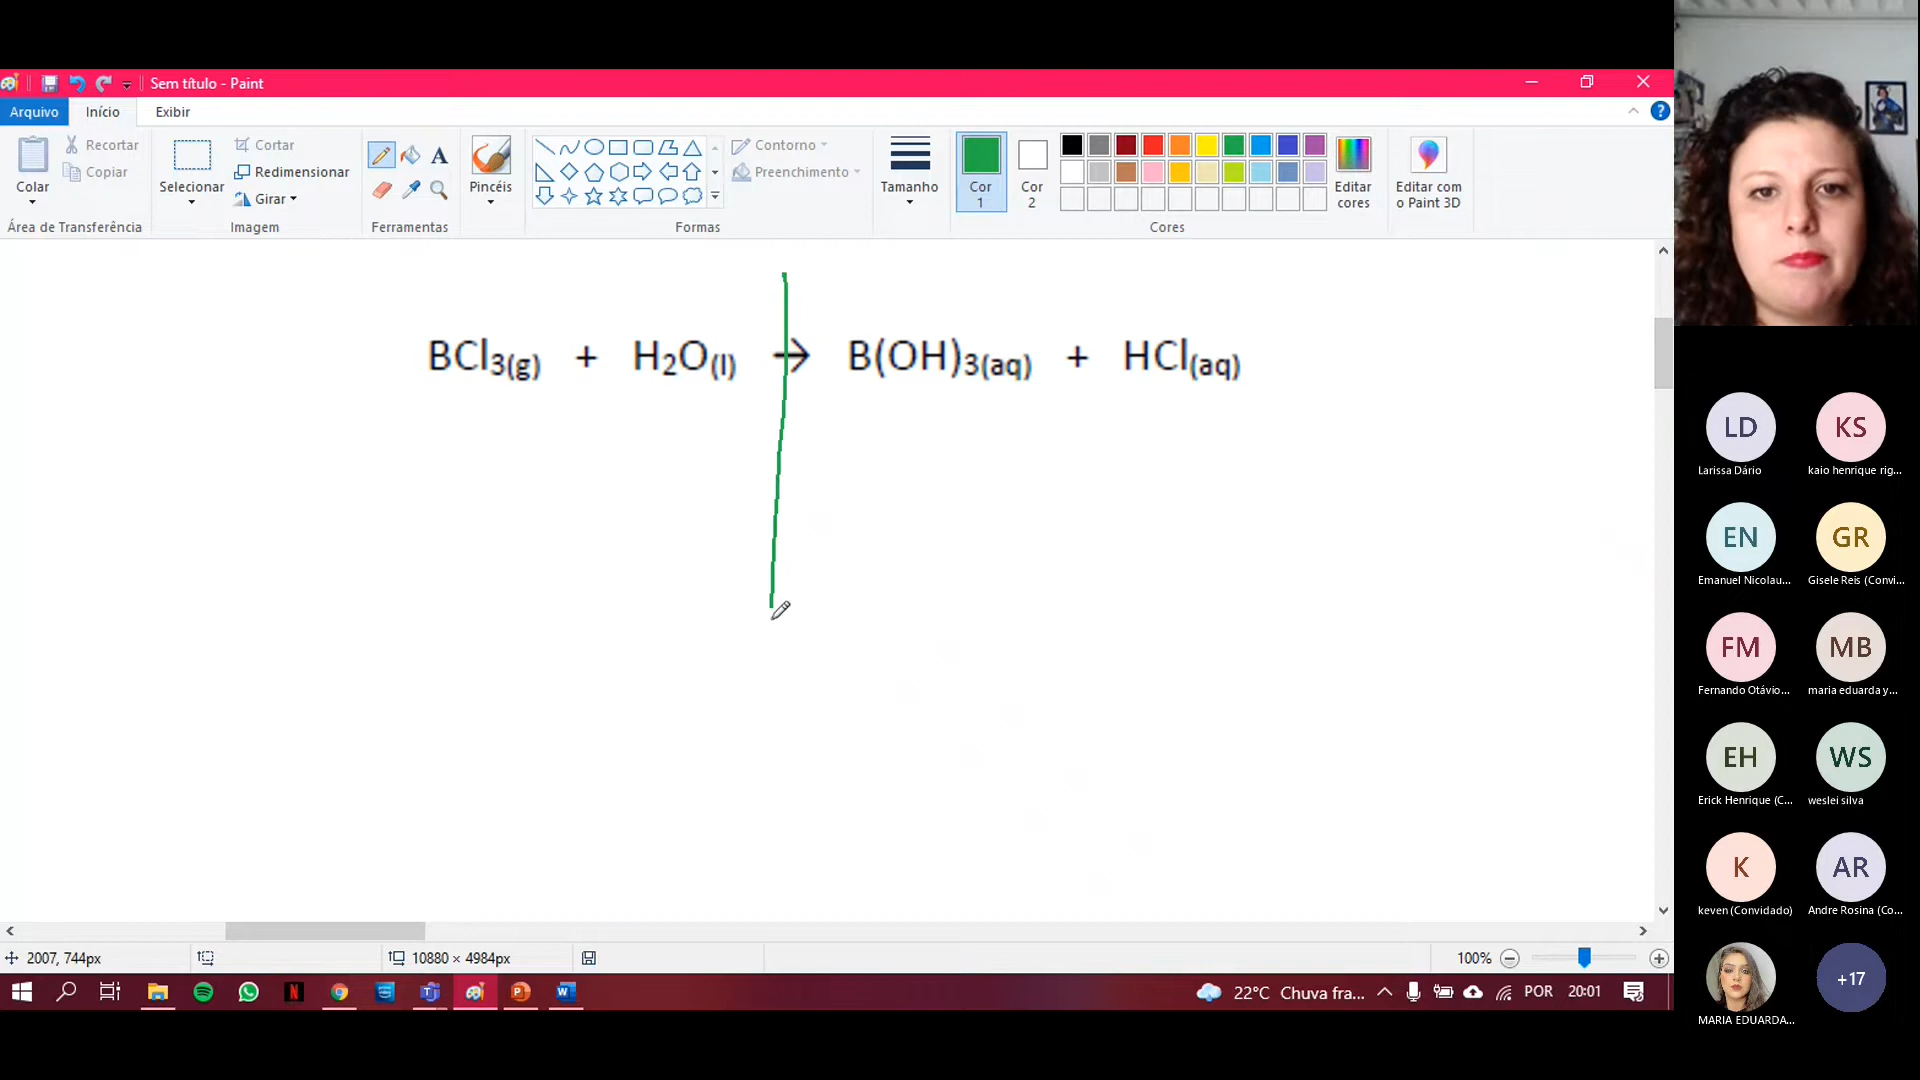 Sem título - Paint
Arquivo Início Exibir
Colar
Recortar
Copiar
Área de Transferência
Selecionar
Cortar
Redimensionar
Girar
Imagem
A
Ferramentas
Pincéis
Contorno
Preenchimento
Formas
Tamanho
Cor 1
Cor 2
Cores
Editar cores
Editar com o Paint 3D
?
BCl₃(g) + H₂O(l) → B(OH)₃(aq) + HCl(aq)
2007, 744px
10880 × 4984px
100%
22°C Chuva fra...
POR 20:01
LD
Larissa Dário
KS
kaio henrique rig...
EN
Emanuel Nicolau...
GR
Gisele Reis (Convi...
FM
Fernando Otávio...
MB
maria eduarda y...
EH
Erick Henrique (C...
WS
weslei silva
K
keven (Convidado)
AR
Andre Rosina (Co...
MARIA EDUARDA...
+17